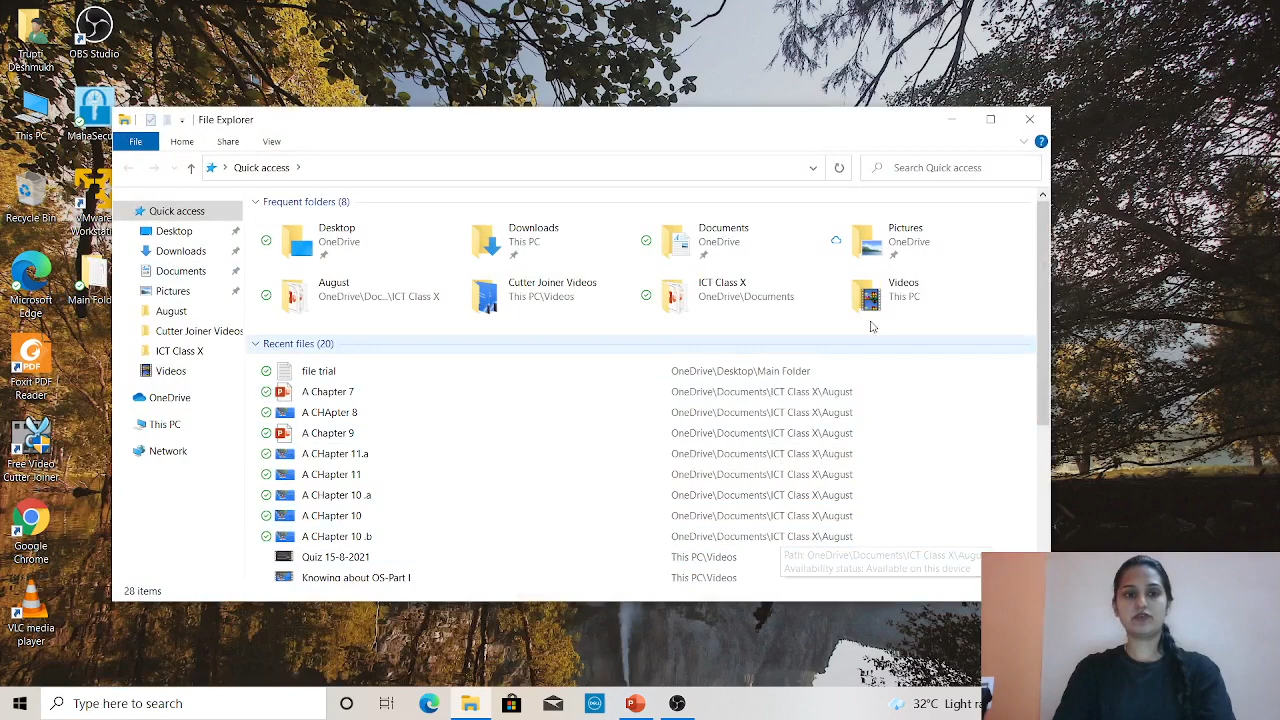 Trupti
Deshmukh
OBS Studio
This PC
MahaSecu
Recycle Bin
VMware
Workstati
Microsoft
Edge
Main Fold
Foxit PDF
Reader
Free Video
Cutter Joiner
Google
Chrome
VLC media
player
File Explorer
File
Home
Share
View
Quick access
Search Quick access
Quick access
Desktop
Downloads
Documents
Pictures
August
Cutter Joiner Videos
ICT Class X
Videos
OneDrive
This PC
Network
Frequent folders (8)
Desktop
OneDrive
Downloads
This PC
Documents
OneDrive
Pictures
OneDrive
August
OneDrive\Doc...\ICT Class X
Cutter Joiner Videos
This PC\Videos
ICT Class X
OneDrive\Documents
Videos
This PC
Recent files (20)
file trial OneDrive\Desktop\Main Folder
A Chapter 7 OneDrive\Documents\ICT Class X\August
A CHApter 8 OneDrive\Documents\ICT Class X\August
A Chapter 9 OneDrive\Documents\ICT Class X\August
A CHapter 11.a OneDrive\Documents\ICT Class X\August
A CHapter 11 OneDrive\Documents\ICT Class X\August
A CHapter 10 .a OneDrive\Documents\ICT Class X\August
A CHapter 10 OneDrive\Documents\ICT Class X\August
A CHapter 10 .b OneDrive\Documents\ICT Class X\August
Quiz 15-8-2021 This PC\Videos
Knowing about OS-Part I This PC\Videos
Path: OneDrive\Documents\ICT Class X\Augu
Availability status: Available on this device
28 items
Type here to search
DELL
32°C Light ra